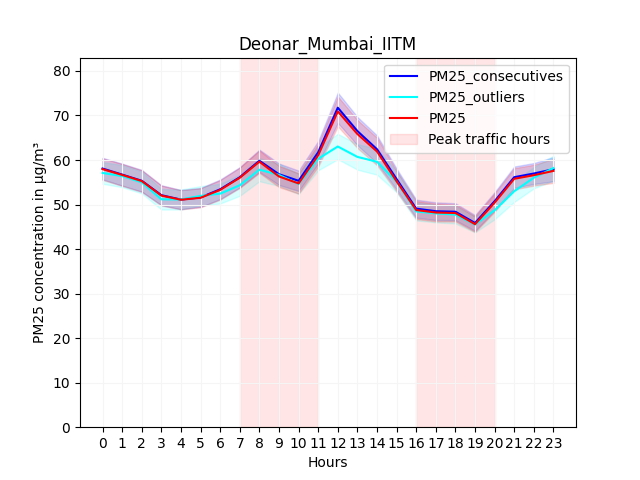 Deonar_Mumbai_IITM
PM25_consecutives
PM25_outliers
PM25
Peak traffic hours
PM25 concentration in µg/m³
80
70
60
50
40
30
20
10
0
0 1 2 3 4 5 6 7 8 9 10 11 12 13 14 15 16 17 18 19 20 21 22 23
Hours